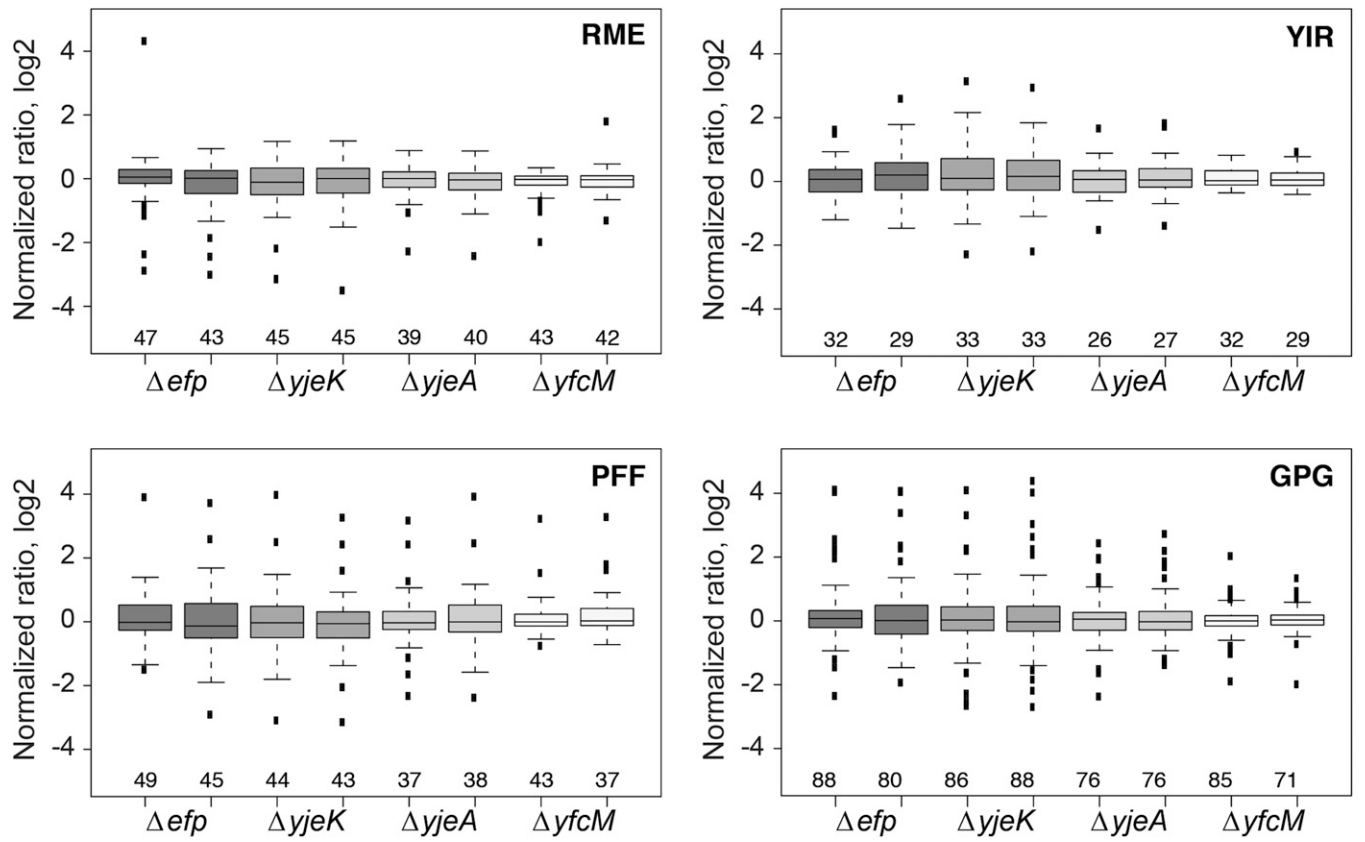 RME
Normalized ratio, log2
4
2
0
-2
-4
47 43 45 45 39 40 43 42
Δefp ΔyjeK ΔyjeA ΔyfcM
YIR
Normalized ratio, log2
4
2
0
-2
-4
32 29 33 33 26 27 32 29
Δefp ΔyjeK ΔyjeA ΔyfcM
PFF
Normalized ratio, log2
4
2
0
-2
-4
49 45 44 43 37 38 43 37
Δefp ΔyjeK ΔyjeA ΔyfcM
GPG
Normalized ratio, log2
4
2
0
-2
-4
88 80 86 88 76 76 85 71
Δefp ΔyjeK ΔyjeA ΔyfcM